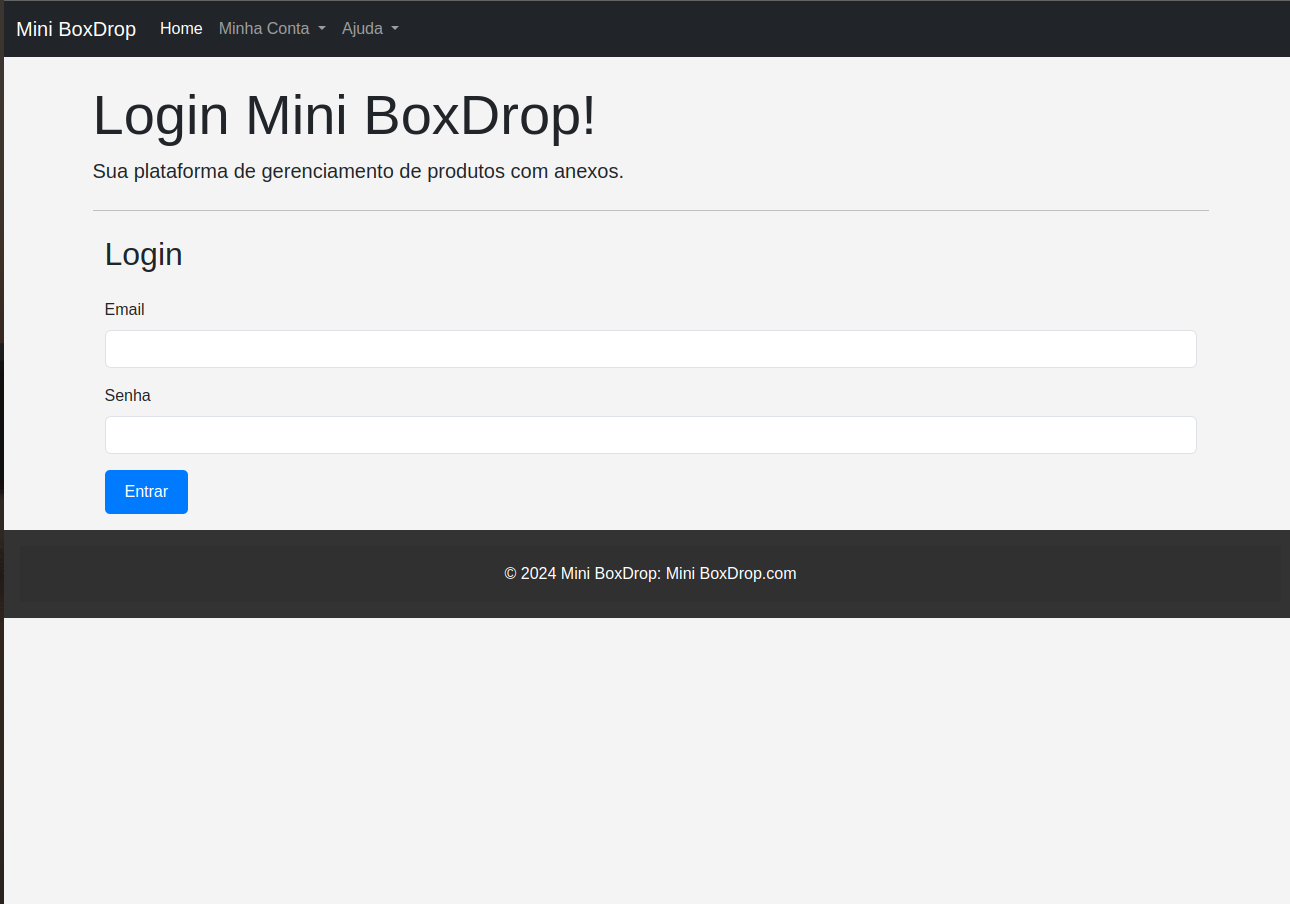 Mini BoxDrop Home Minha Conta Ajuda
Login Mini BoxDrop!
Sua plataforma de gerenciamento de produtos com anexos.
Login
Email
Senha
Entrar
© 2024 Mini BoxDrop: Mini BoxDrop.com